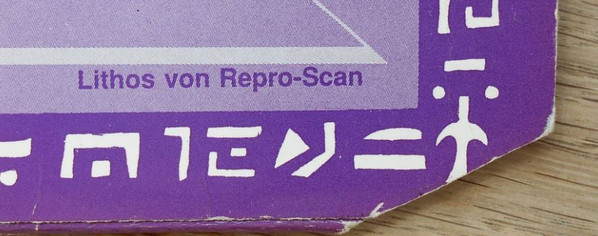 Lithos von Repro-Scan